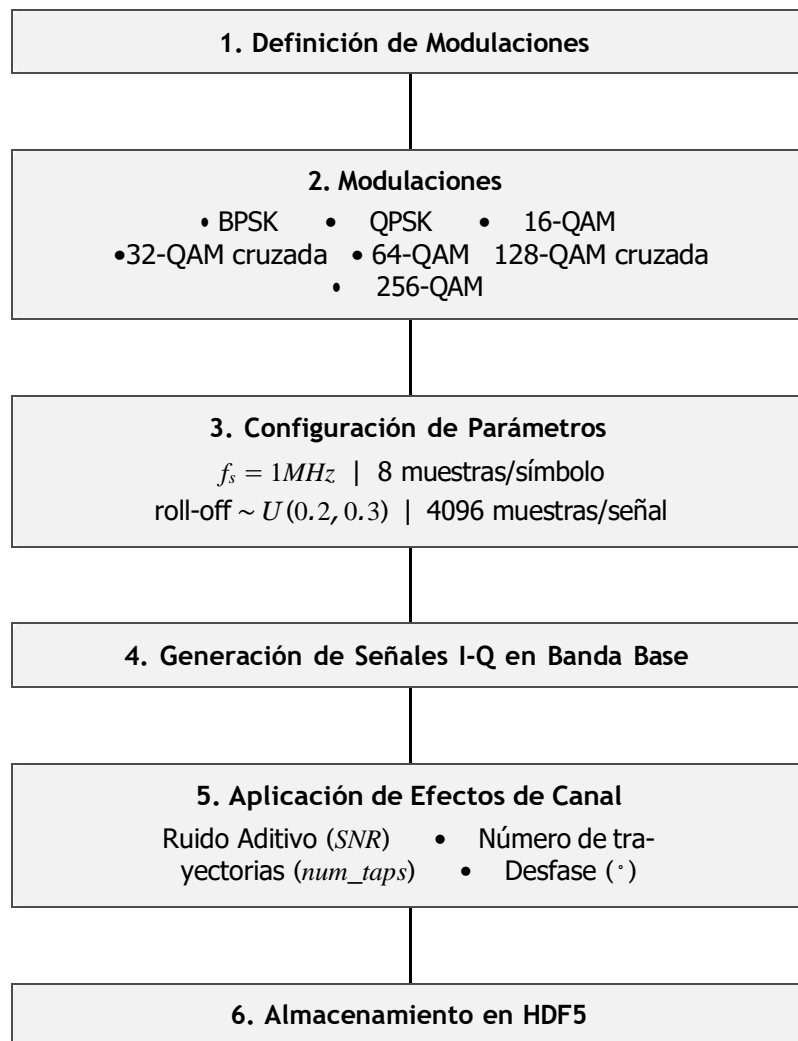 1. Definición de Modulaciones
2. Modulaciones
• BPSK • QPSK • 16-QAM
•32-QAM cruzada • 64-QAM 128-QAM cruzada
• 256-QAM
3. Configuración de Parámetros
fs = 1MHz | 8 muestras/símbolo
roll-off ~ U(0.2, 0.3) | 4096 muestras/señal
4. Generación de Señales I-Q en Banda Base
5. Aplicación de Efectos de Canal
Ruido Aditivo (SNR) • Número de tra-
yectorias (num_taps) • Desfase (°)
6. Almacenamiento en HDF5